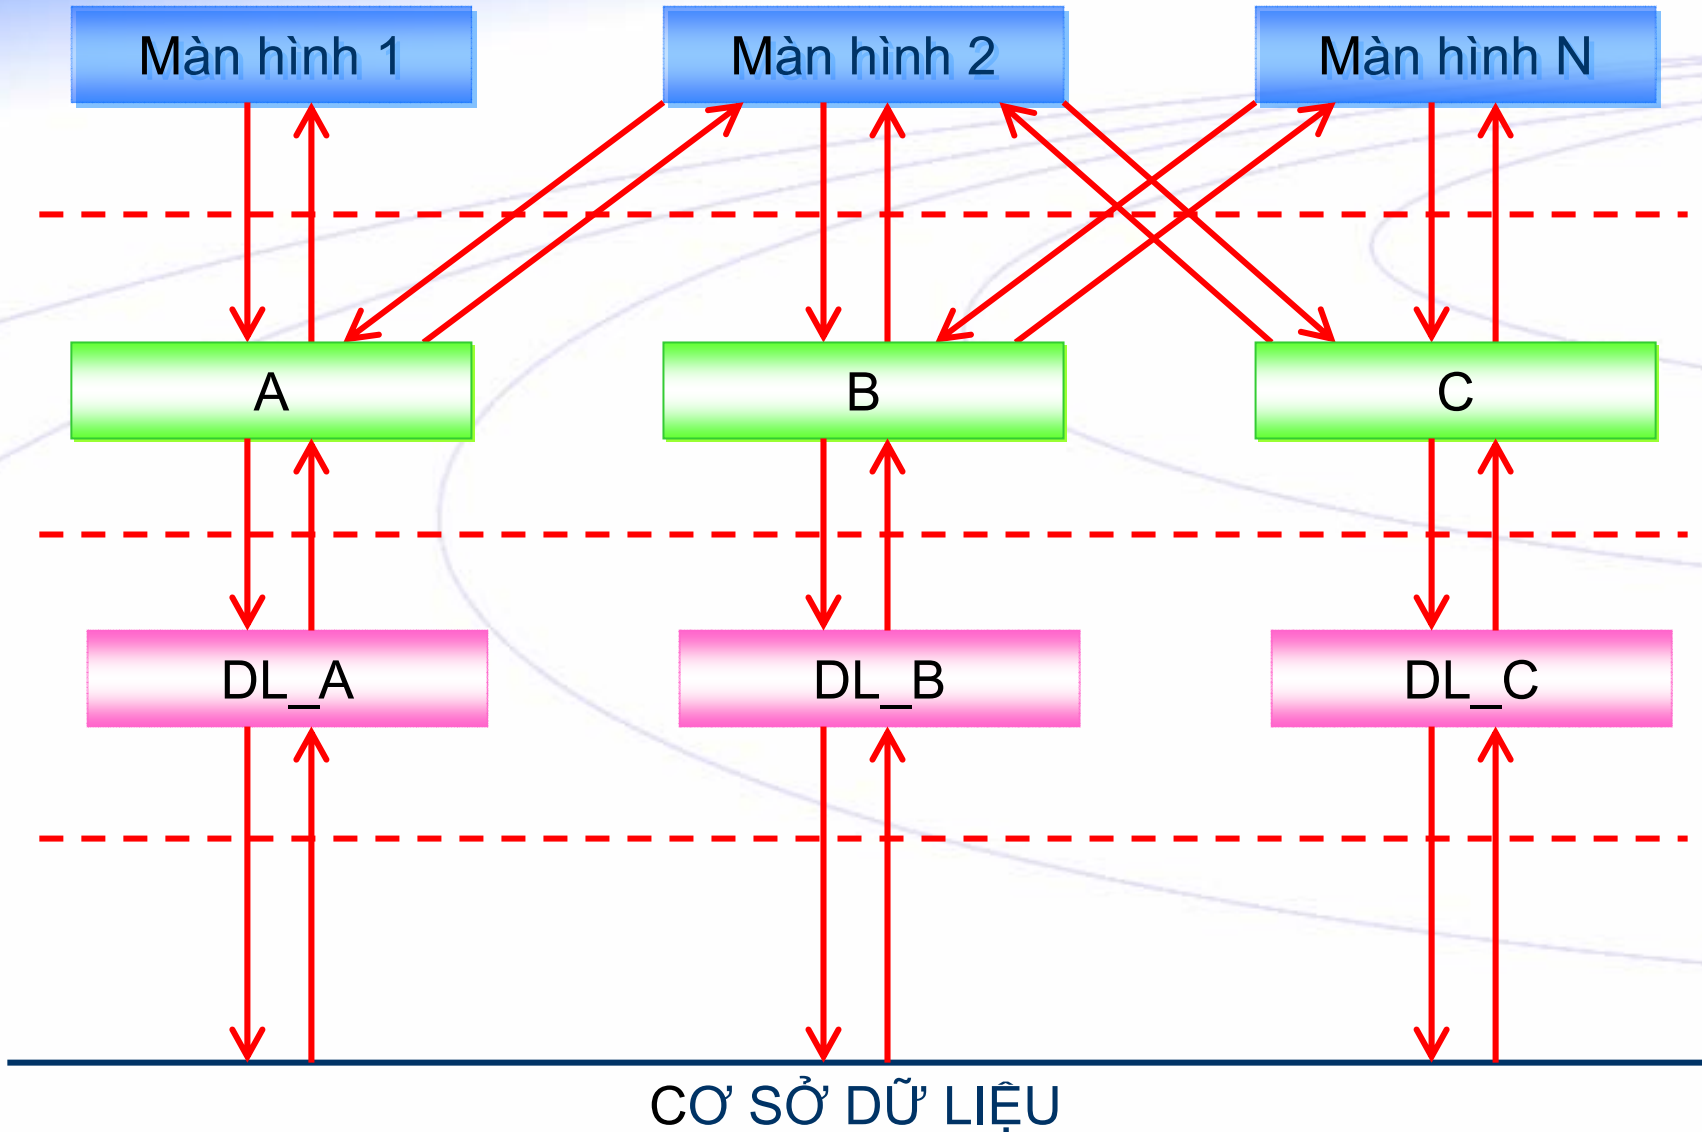 Màn hình 1
Màn hình 2
Màn hình N
A
B
C
DL_A
DL_B
DL_C
CƠ SỞ DỮ LIỆU